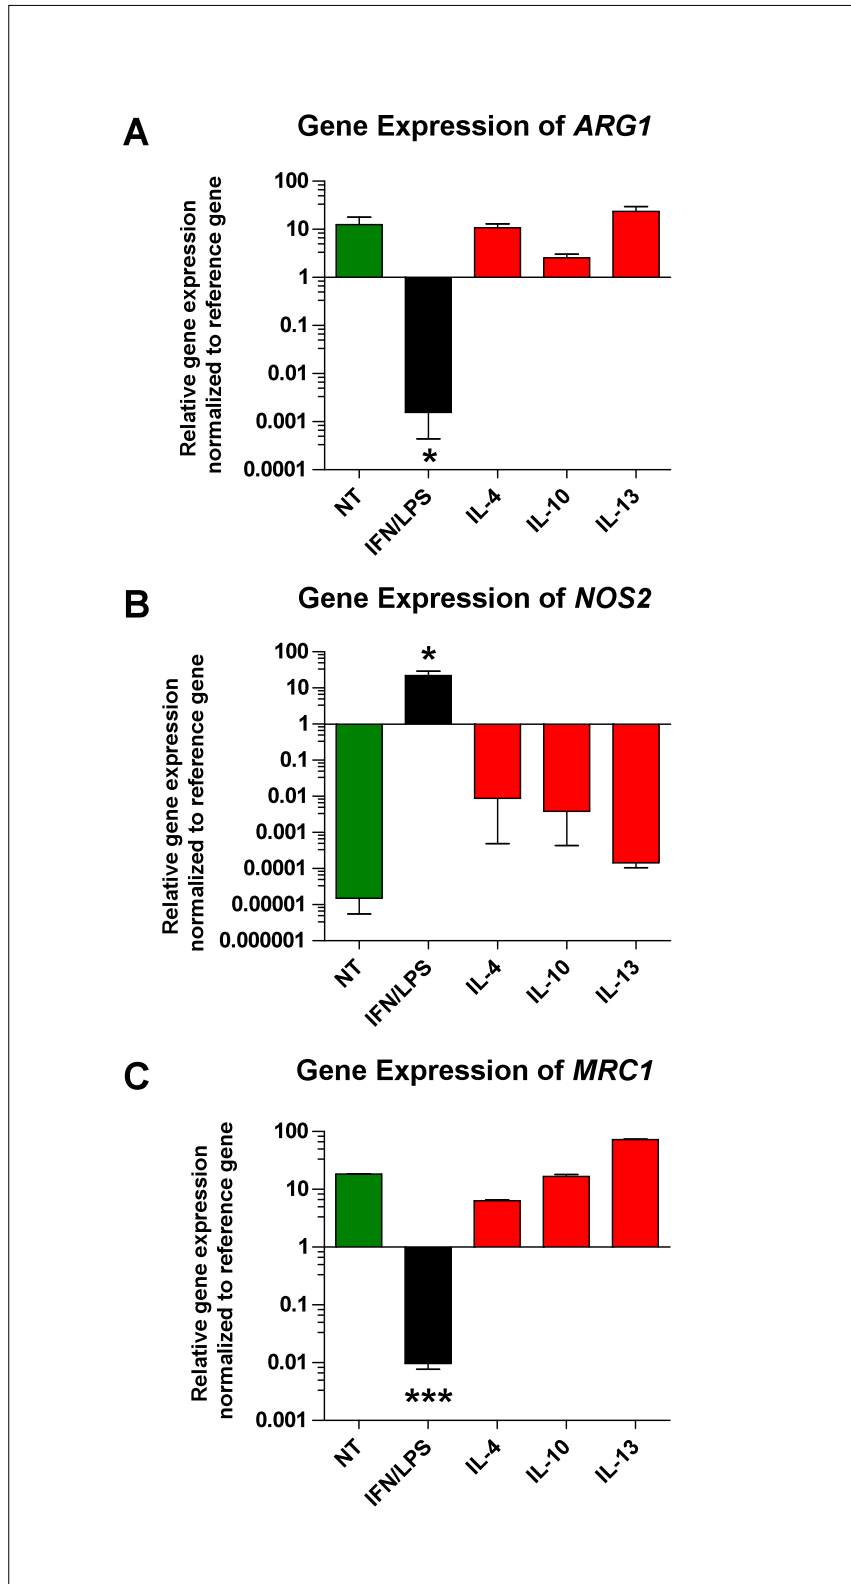 A
Gene Expression of ARG1
Relative gene expression
normalized to reference gene
100
10
1
0.1
0.01
0.001
0.0001
*
NT
IFN/LPS
IL-4
IL-10
IL-13
B
Gene Expression of NOS2
Relative gene expression
normalized to reference gene
100
10
1
0.1
0.01
0.001
0.0001
0.00001
0.000001
*
NT
IFN/LPS
IL-4
IL-10
IL-13
C
Gene Expression of MRC1
Relative gene expression
normalized to reference gene
100
10
1
0.1
0.01
0.001
***
NT
IFN/LPS
IL-4
IL-10
IL-13